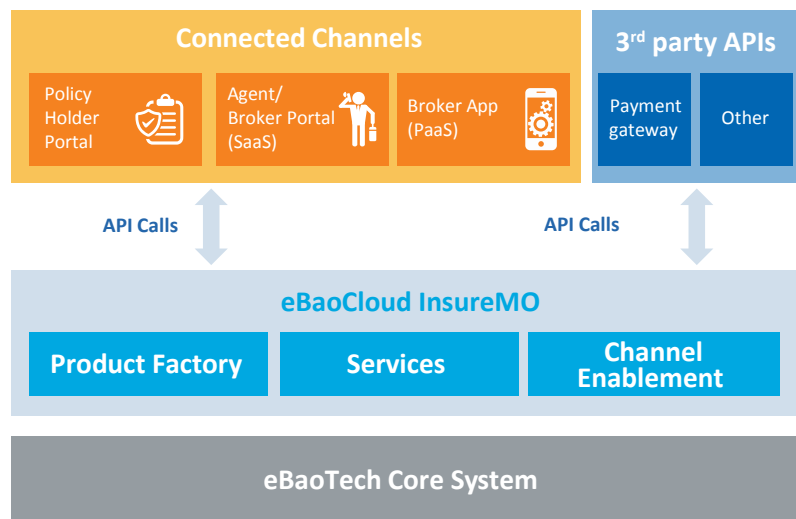 Connected Channels
Policy
Holder
Portal
Agent/
Broker Portal
(SaaS)
Broker App
(PaaS)
3rd party APIs
Payment
gateway
Other
API Calls
API Calls
eBaoCloud InsureMO
Product Factory
Services
Channel
Enablement
eBaoTech Core System